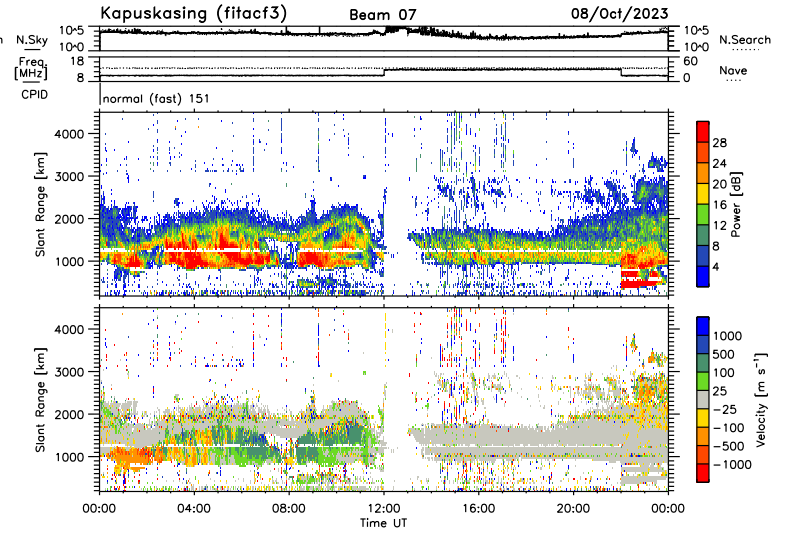 Kapuskasing (fitacf3) Beam 07 08/Oct/2023
N.Sky 10^5 10^5 N.Search
10^0 10^0
Freq. 18 60
[MHz] 8 0 Nave
CPID normal (fast) 151
Slant Range [km]
4000
3000
2000
1000
28
24
20
16
12
8
4
Power [dB]
Slant Range [km]
4000
3000
2000
1000
1000
500
100
25
-25
-100
-500
-1000
Velocity [m s⁻¹]
00:00 04:00 08:00 12:00 16:00 20:00 00:00
Time UT